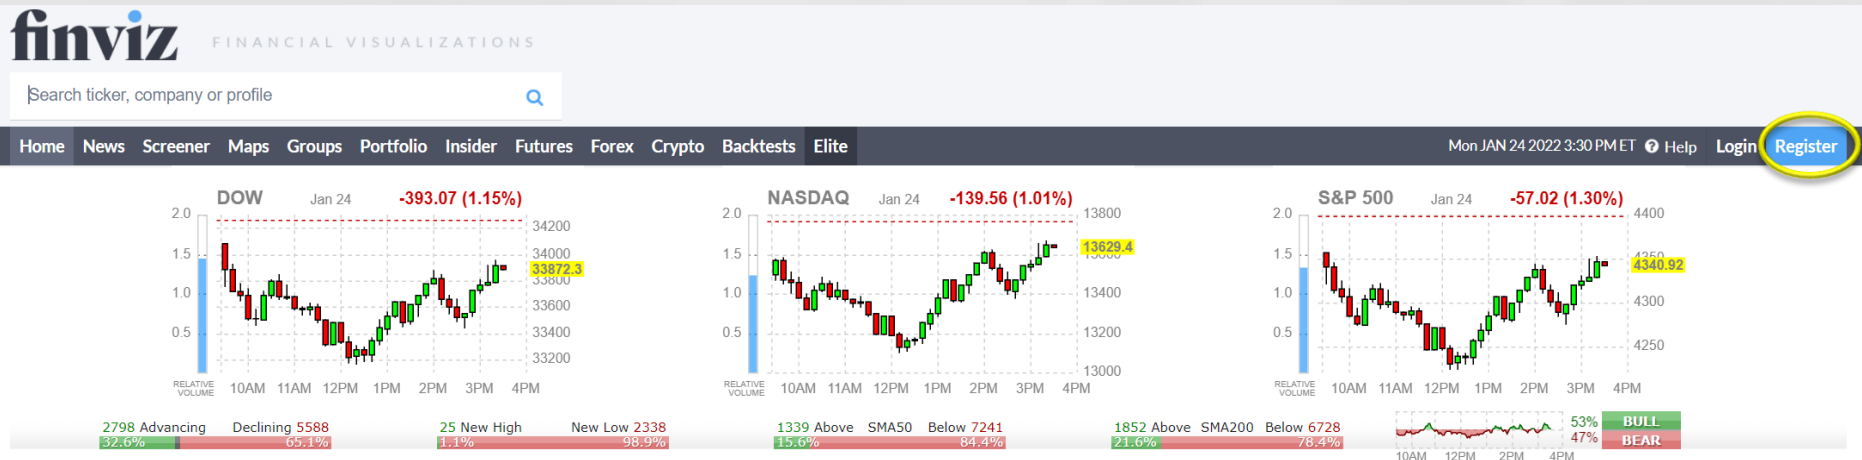 finviz FINANCIAL VISUALIZATIONS
Search ticker, company or profile
Home News Screener Maps Groups Portfolio Insider Futures Forex Crypto Backtests Elite Mon JAN 24 2022 3:30 PM ET ? Help Login Register
DOW Jan 24 -393.07 (1.15%)
2.0
1.5
1.0
0.5
34200
34000
33872.3
33800
33600
33400
33200
RELATIVE
VOLUME
10AM 11AM 12PM 1PM 2PM 3PM 4PM
NASDAQ Jan 24 -139.56 (1.01%)
2.0
1.5
1.0
0.5
13800
13629.4
13400
13200
13000
RELATIVE
VOLUME
10AM 11AM 12PM 1PM 2PM 3PM 4PM
S&P 500 Jan 24 -57.02 (1.30%)
2.0
1.5
1.0
0.5
4400
4340.92
4300
4250
RELATIVE
VOLUME
10AM 11AM 12PM 1PM 2PM 3PM 4PM
2798 Advancing Declining 5588
32.6% 65.1%
25 New High New Low 2338
1.1% 98.9%
1339 Above SMA50 Below 7241
15.6% 84.4%
1852 Above SMA200 Below 6728
21.6% 78.4%
53% BULL
47% BEAR
10AM 12PM 2PM 4PM